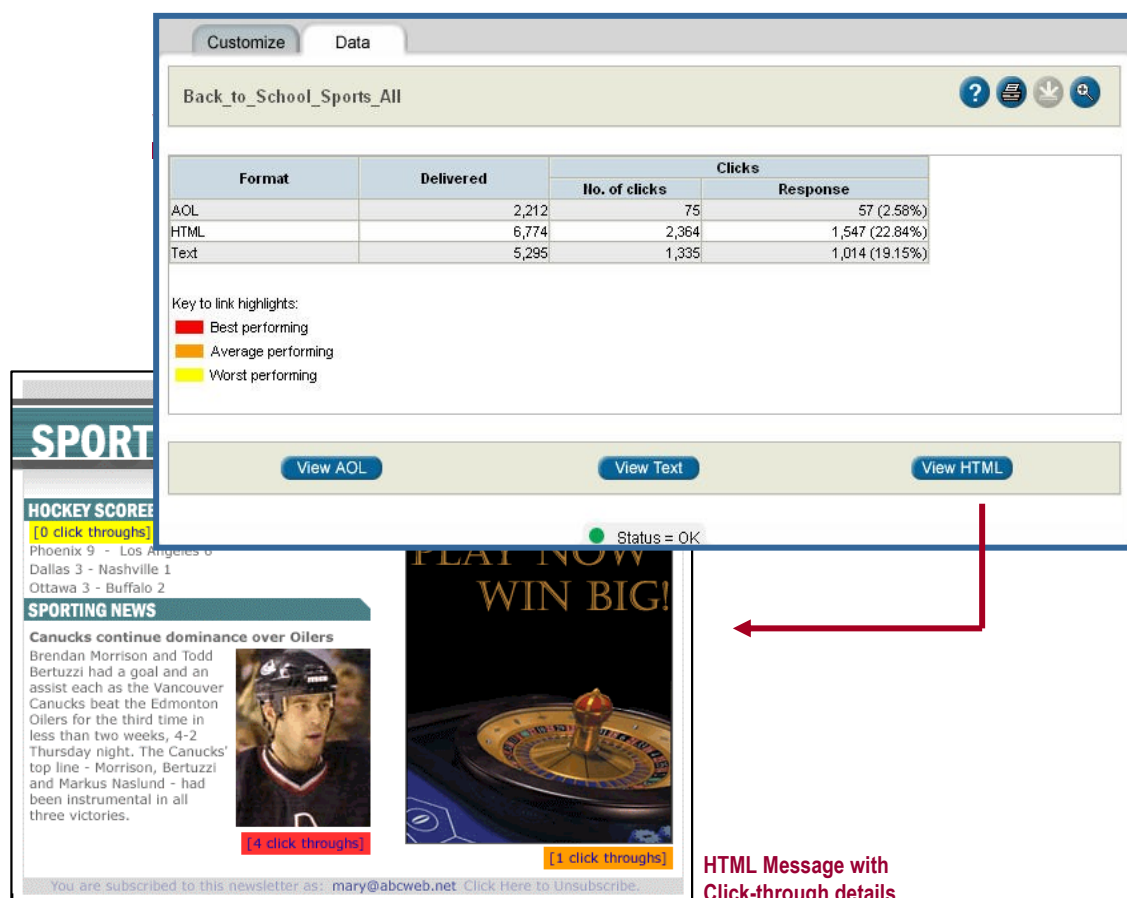 Customize Data
Back_to_School_Sports_All
?
Format Delivered Clicks
No. of clicks Response
AOL 2,212 75 57 (2.58%)
HTML 6,774 2,364 1,547 (22.84%)
Text 5,295 1,335 1,014 (19.15%)
Key to link highlights:
Best performing
Average performing
Worst performing
View AOL View Text View HTML
Status = OK
SPORT
HOCKEY SCORE
[0 click throughs]
Phoenix 9 - Los Angeles 6
Dallas 3 - Nashville 1
Ottawa 3 - Buffalo 2
SPORTING NEWS
Canucks continue dominance over Oilers
Brendan Morrison and Todd
Bertuzzi had a goal and an
assist each as the Vancouver
Canucks beat the Edmonton
Oilers for the third time in
less than two weeks, 4-2
Thursday night. The Canucks'
top line - Morrison, Bertuzzi
and Markus Naslund - had
been instrumental in all
three victories.
[4 click throughs]
PLAY NOW
WIN BIG!
[1 click throughs]
You are subscribed to this newsletter as: mary@abcweb.net Click Here to Unsubscribe.
HTML Message with
Click-through details